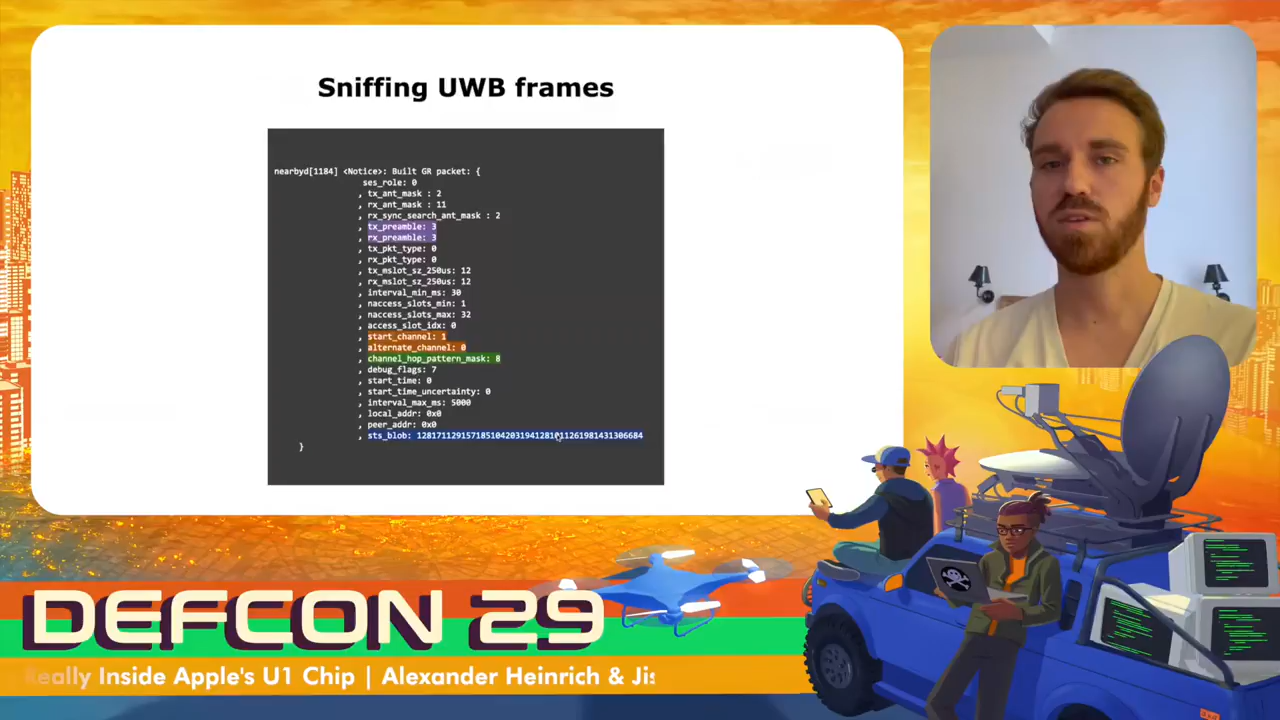 Sniffing UWB frames
nearbyd[1184] <Notice>: Built GR packet: {
ses_role: 0
, tx_ant_mask : 2
, rx_ant_mask : 11
, rx_sync_search_ant_mask : 2
, tx_preamble: 3
, rx_preamble: 3
, tx_pkt_type: 0
, rx_pkt_type: 0
, tx_mslot_sz_250us: 12
, rx_mslot_sz_250us: 12
, interval_min_ms: 30
, naccess_slots_min: 1
, naccess_slots_max: 32
, access_slot_idx: 0
, start_channel: 1
, alternate_channel: 0
, channel_hop_pattern_mask: 8
, debug_flags: 7
, start_time: 0
, start_time_uncertainty: 0
, interval_max_ms: 5000
, local_addr: 0x0
, peer_addr: 0x0
, sts_blob:
}
DEFCON 29
Really Inside Apple's U1 Chip | Alexander Heinrich & Jis